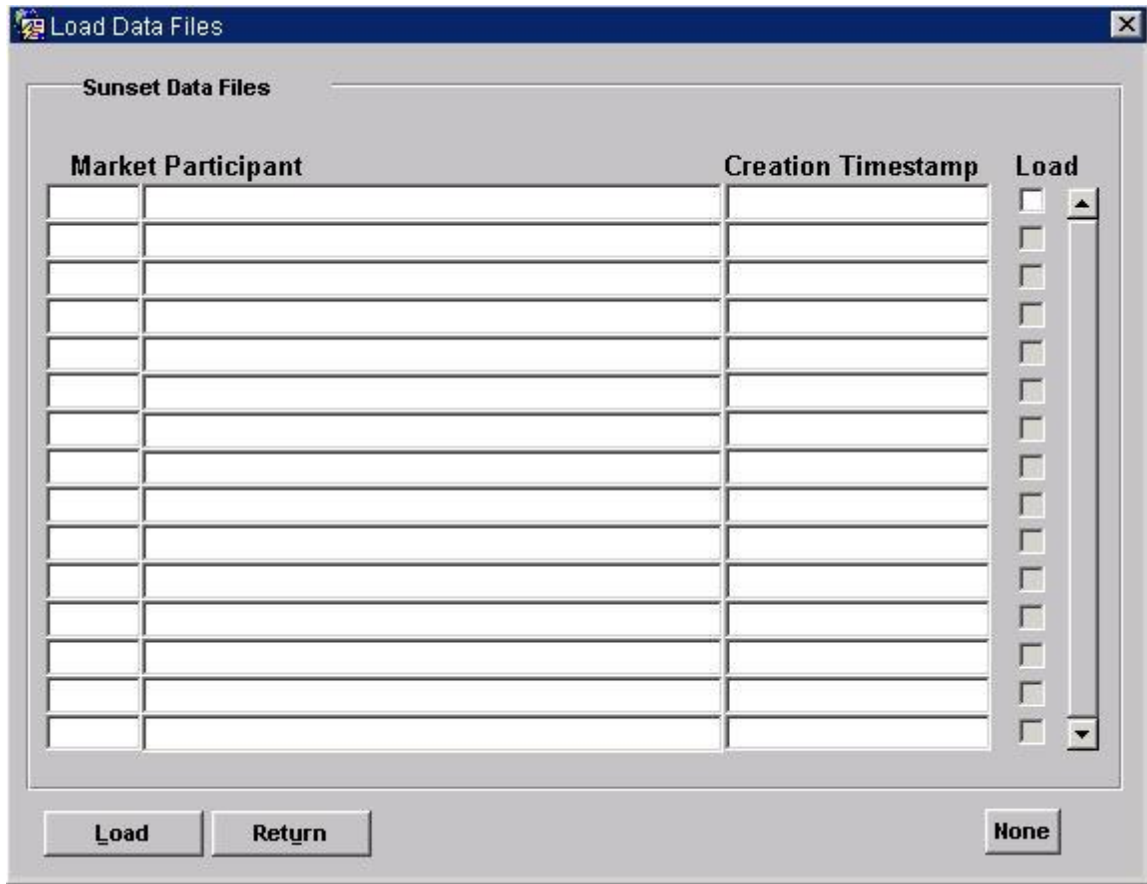 Load Data Files
Sunset Data Files
Market Participant Creation Timestamp Load
Load Return None